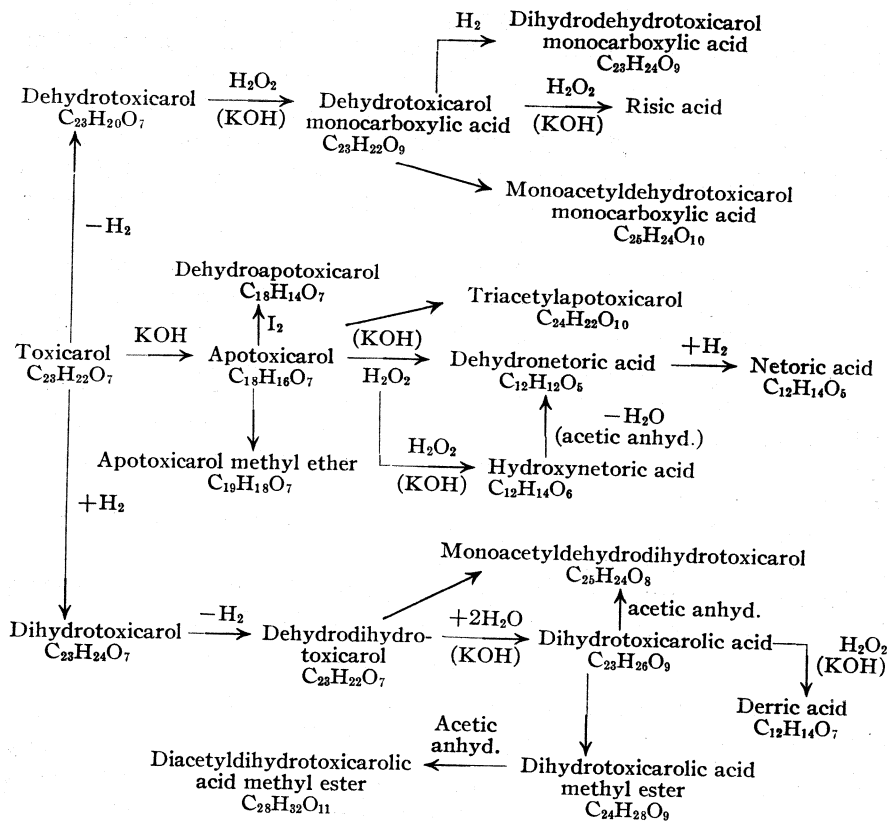 H₂
Dihydrodehydrotoxicarol
monocarboxylic acid
C₂₃H₂₄O₉
Dehydrotoxicarol
C₂₃H₂₀O₇
H₂O₂
(KOH)
Dehydrotoxicarol
monocarboxylic acid
C₂₃H₂₂O₉
H₂O₂
(KOH)
Risic acid
Monoacetyldehydrotoxicarol
monocarboxylic acid
C₂₅H₂₄O₁₀
−H₂
Dehydroapotoxicarol
C₁₈H₁₄O₇
I₂
Triacetylapotoxicarol
C₂₄H₂₂O₁₀
Toxicarol
C₂₃H₂₂O₇
KOH
Apotoxicarol
C₁₈H₁₆O₇
(KOH)
H₂O₂
Dehydronetoric acid
C₁₂H₁₂O₅
+H₂
Netoric acid
C₁₂H₁₄O₅
−H₂O
(acetic anhyd.)
Apotoxicarol methyl ether
C₁₉H₁₈O₇
H₂O₂
(KOH)
Hydroxynetoric acid
C₁₂H₁₄O₆
+H₂
Monoacetyldehydrodihydrotoxicarol
C₂₅H₂₄O₈
acetic anhyd.
Dihydrotoxicarol
C₂₃H₂₄O₇
−H₂
Dehydrodihydro-
toxicarol
C₂₃H₂₂O₇
+2H₂O
(KOH)
Dihydrotoxicarolic acid
C₂₃H₂₆O₉
H₂O₂
(KOH)
Derric acid
C₁₂H₁₄O₇
Diacetyldihydrotoxicarolic
acid methyl ester
C₂₈H₃₂O₁₁
Acetic
anhyd.
Dihydrotoxicarolic acid
methyl ester
C₂₄H₂₈O₉